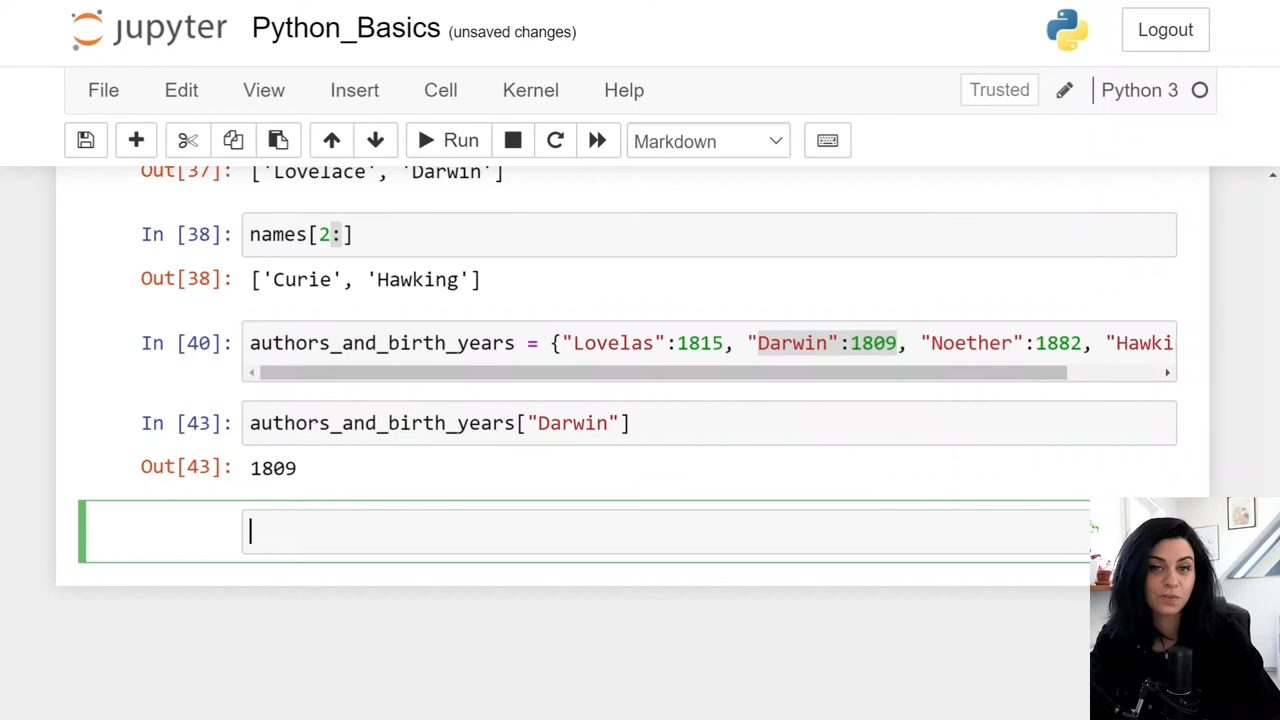 jupyter Python_Basics (unsaved changes) Logout
File Edit View Insert Cell Kernel Help Trusted Python 3
Run Markdown
Out[37]: ['Lovelace', 'Darwin']
In [38]: names[2:]
Out[38]: ['Curie', 'Hawking']
In [40]: authors_and_birth_years = {"Lovelas":1815, "Darwin":1809, "Noether":1882, "Hawki
In [43]: authors_and_birth_years["Darwin"]
Out[43]: 1809